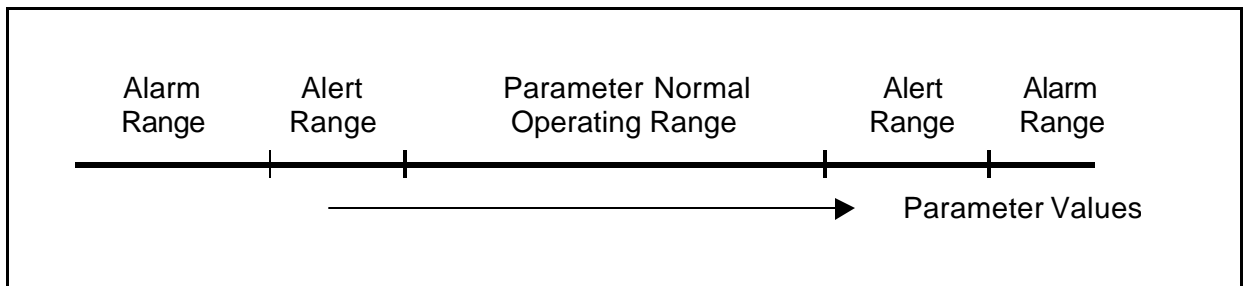 Alarm
Range
Alert
Range
Parameter Normal
Operating Range
Alert
Range
Alarm
Range
Parameter Values